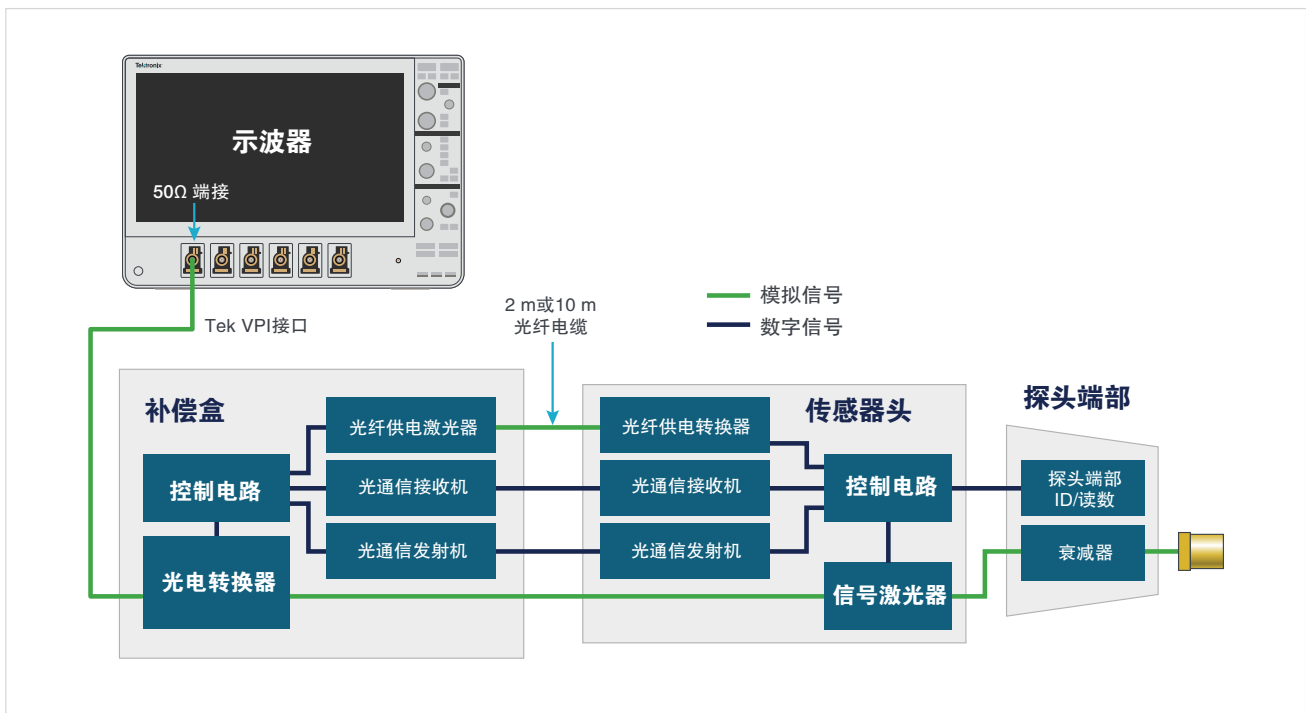 Tektronix
示波器
50Ω 端接
Tek VPI接口
2 m或10 m
光纤电缆
模拟信号
数字信号
补偿盒
光纤供电激光器
控制电路
光通信接收机
光通信发射机
光电转换器
传感器头
光纤供电转换器
光通信接收机
控制电路
光通信发射机
信号激光器
探头端部
探头端部
ID/读数
衰减器